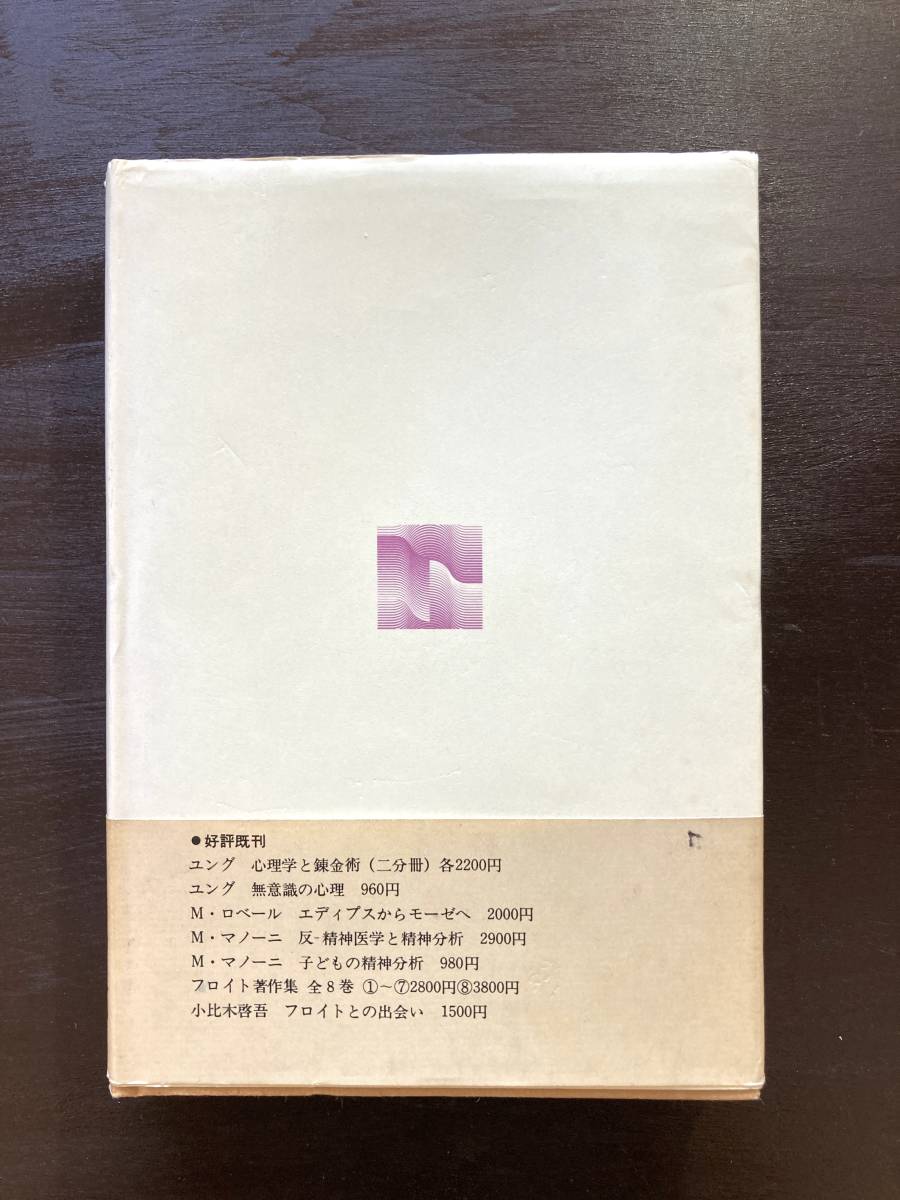 ●好評既刊
ユング 心理学と錬金術（二分冊）各2200円
ユング 無意識の心理 960円
M・ロベール エディプスからモーゼへ 2000円
M・マノーニ 反-精神医学と精神分析 2900円
M・マノーニ 子どもの精神分析 980円
フロイト著作集 全8巻 ①〜⑦2800円⑧3800円
小比木啓吾 フロイトとの出会い 1500円